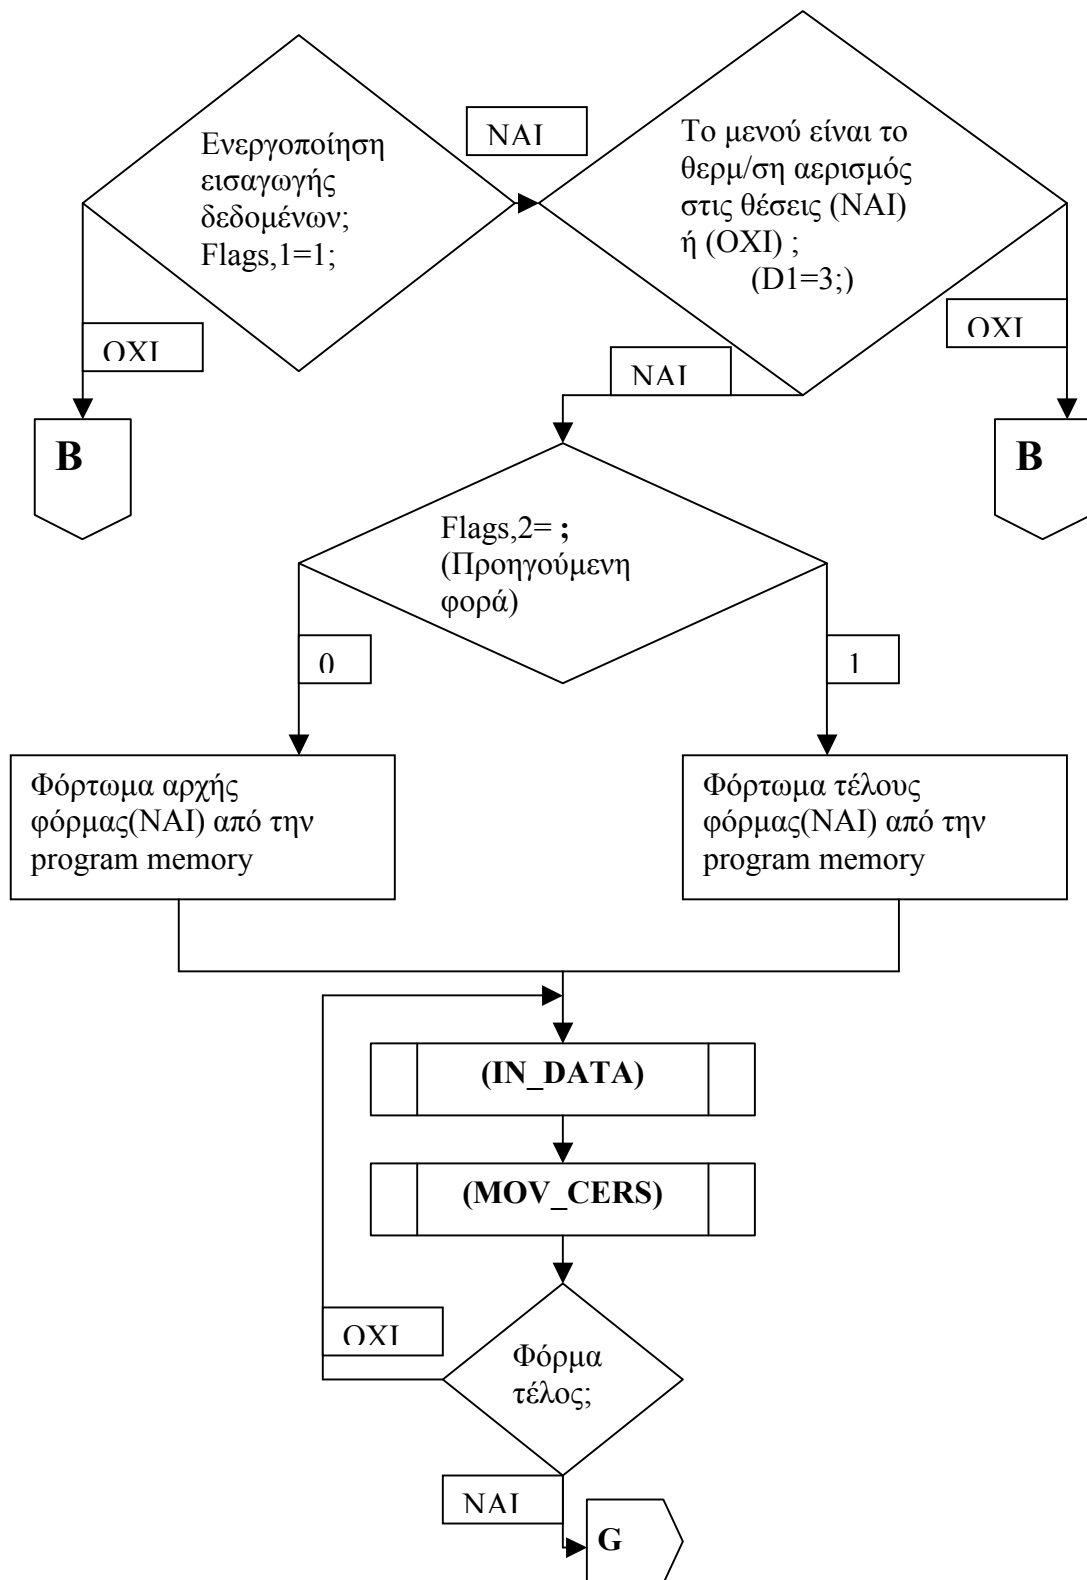 Ενεργοποίηση
εισαγωγής
δεδομένων;
Flags,1=1;
ΝΑΙ
Το μενού είναι το
θερμ/ση αερισμός
στις θέσεις (ΝΑΙ)
ή (ΟΧΙ) ;
(D1=3;)
ΟΧΙ
ΟΧΙ
ΝΑΙ
B
B
Flags,2= ;
(Προηγούμενη
φορά)
0
1
Φόρτωμα αρχής
φόρμας(ΝΑΙ) από την
program memory
Φόρτωμα τέλους
φόρμας(ΝΑΙ) από την
program memory
(IN_DATA)
(MOV_CERS)
ΟΧΙ
Φόρμα
τέλος;
ΝΑΙ
G